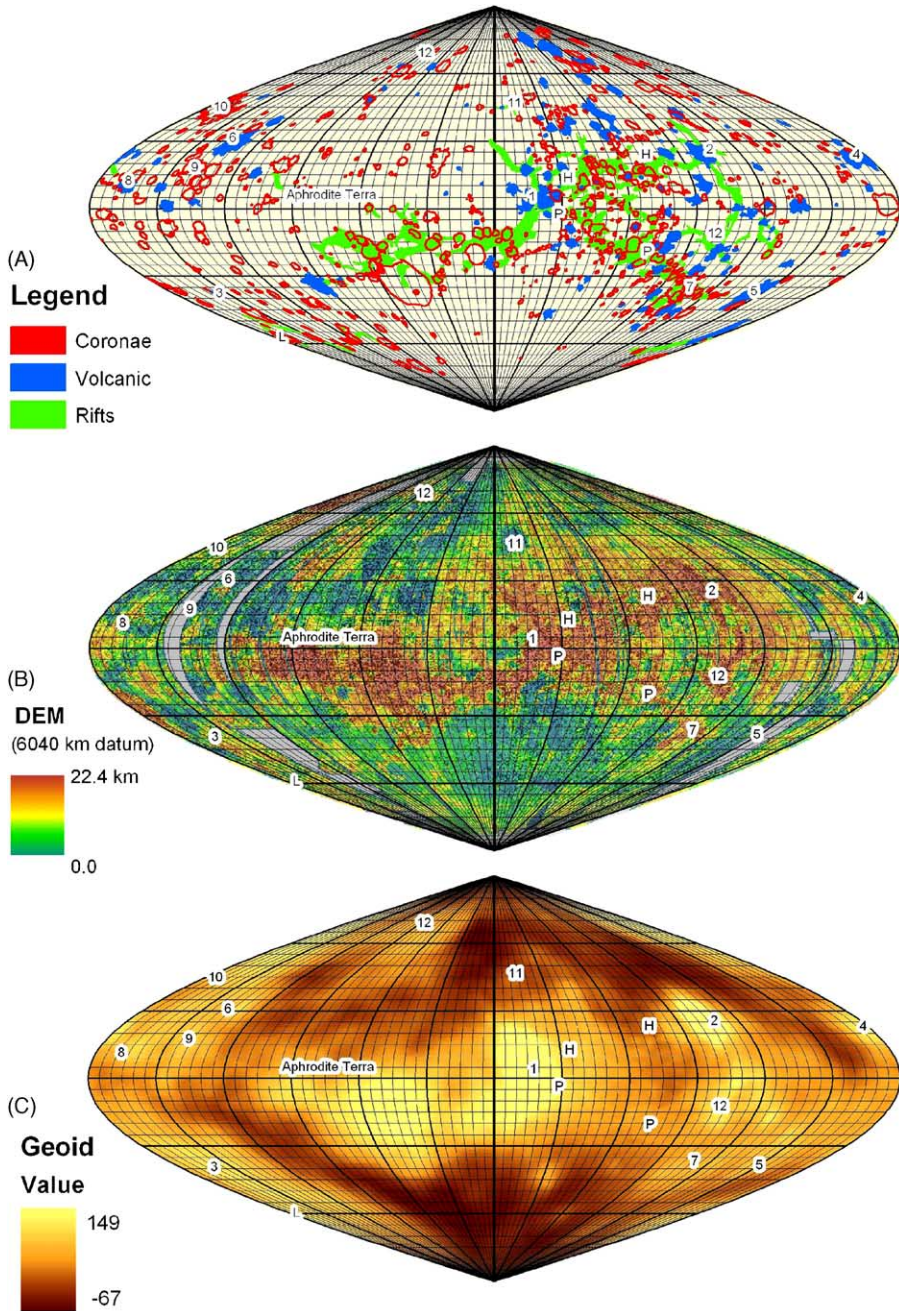 12
10
11
6
2
H
4
9
H
8
Aphrodite Terra
P
12
P
(A)
3
7
5
Legend
L
Coronae
Volcanic
Rifts
12
11
10
6
2
H
4
9
H
8
Aphrodite Terra
1
P
12
(B)
P
DEM
3
7
5
(6040 km datum)
22.4 km
L
0.0
12
11
10
6
2
H
4
9
8
H
Aphrodite Terra
1
P
12
(C)
P
Geoid
3
7
5
Value
149
L
-67